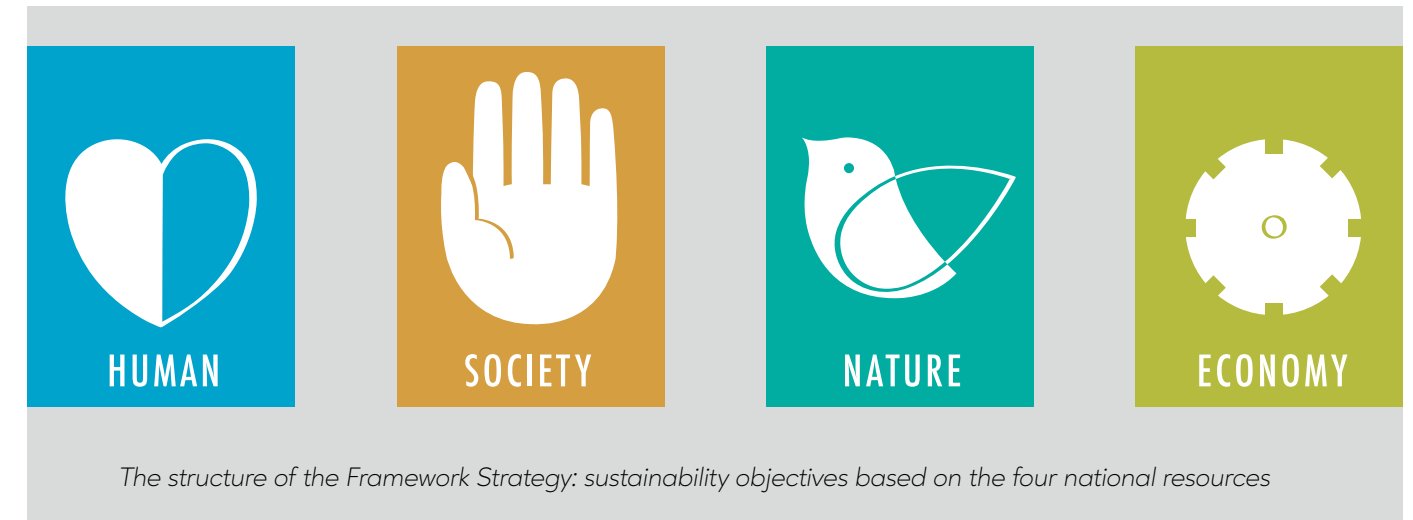 HUMAN
SOCIETY
NATURE
ECONOMY
The structure of the Framework Strategy: sustainability objectives based on the four national resources